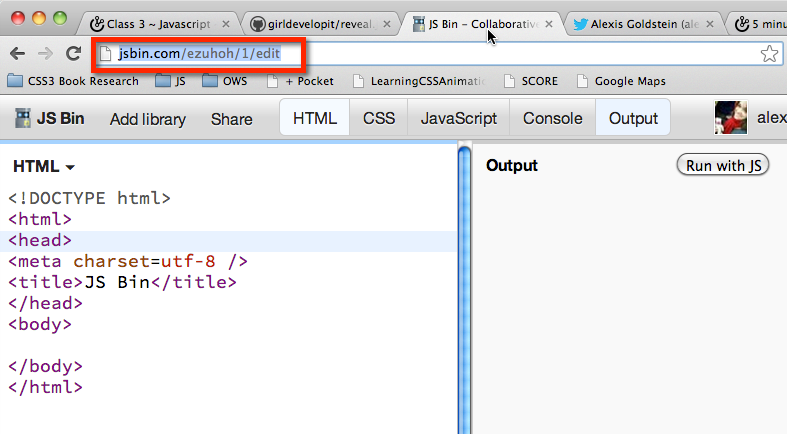 Class 3 ~ Javascript girldevelopit/reveal. JS Bin – Collaborativ Alexis Goldstein (ale 5 minu
jsbin.com/ezuhoh/1/edit
CSS3 Book Research JS OWS + Pocket LearningCSSAnimati SCORE Google Maps
JS Bin Add library Share HTML CSS JavaScript Console Output alex
HTML Output Run with JS
<!DOCTYPE html>
<html>
<head>
<meta charset=utf-8 />
<title>JS Bin</title>
</head>
<body>
</body>
</html>